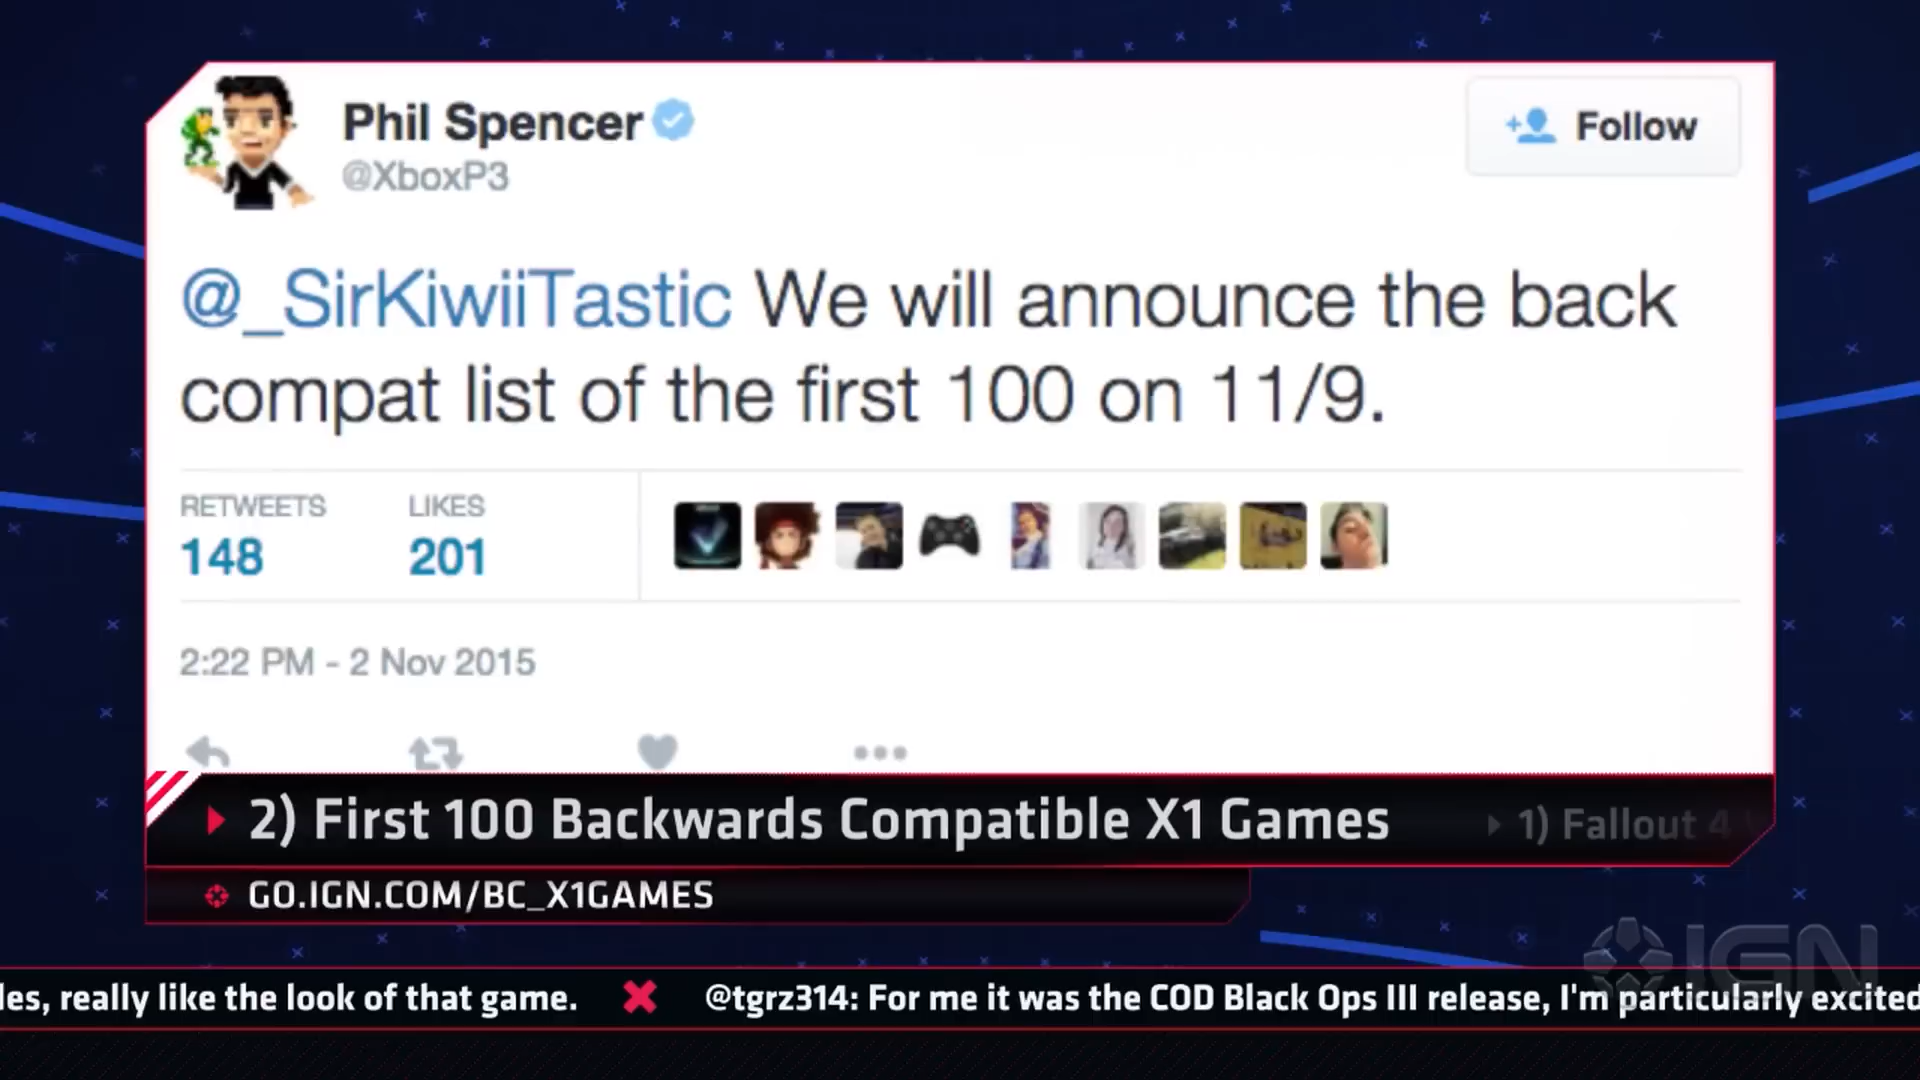 Phil Spencer
@XboxP3
Follow
@_SirKiwiiTastic We will announce the back
compat list of the first 100 on 11/9.
RETWEETS LIKES
148 201
2:22 PM - 2 Nov 2015
2) First 100 Backwards Compatible X1 Games
1) Fallout 4
GO.IGN.COM/BC_X1GAMES
IGN
les, really like the look of that game. @tgrz314: For me it was the COD Black Ops III release, I'm particularly excited